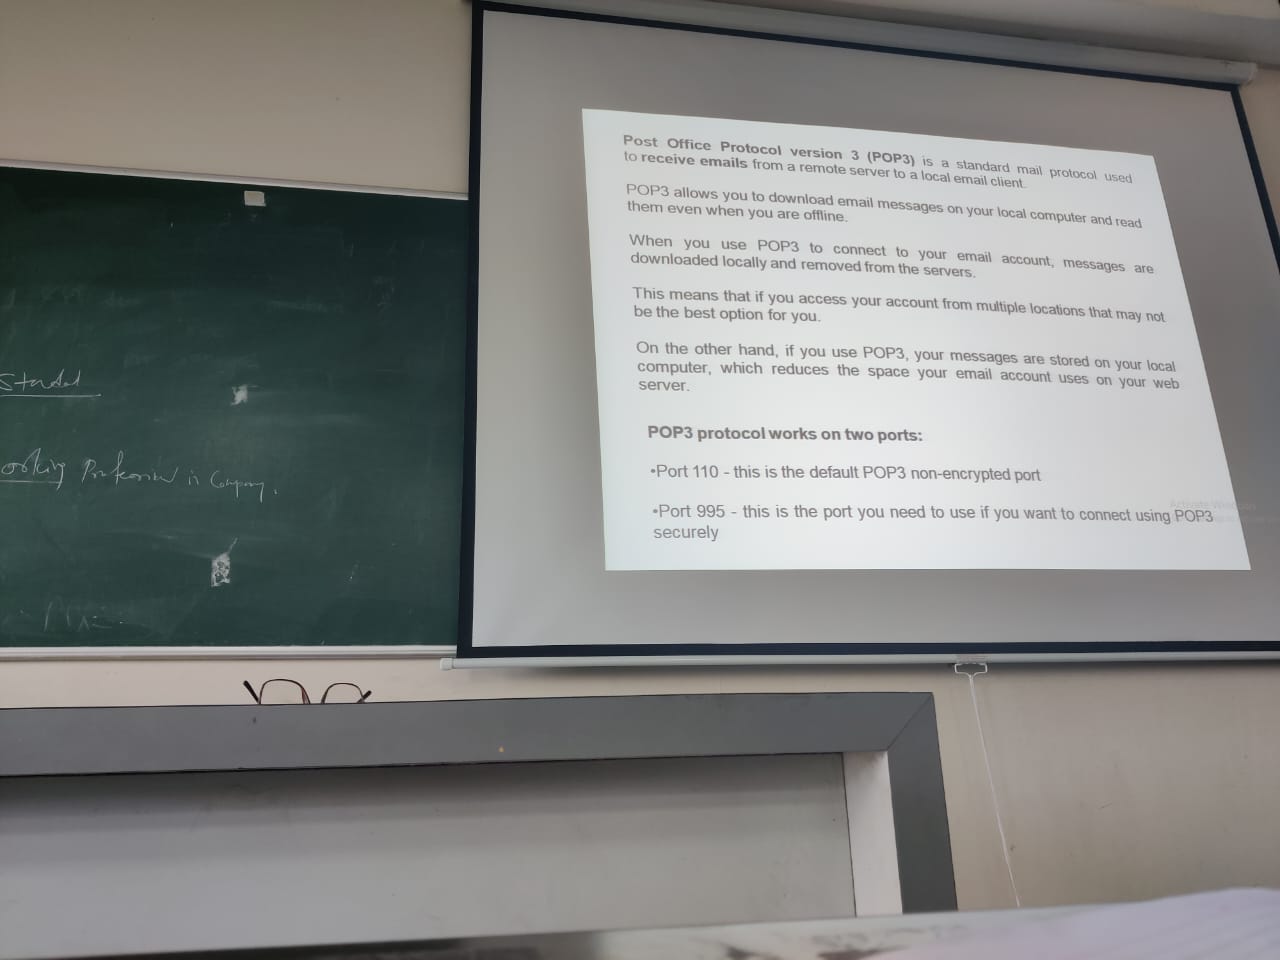 Post Office Protocol version 3 (POP3) is a standard mail protocol used
to receive emails from a remote server to a local email client.
POP3 allows you to download email messages on your local computer and read
them even when you are offline.
When you use POP3 to connect to your email account, messages are
downloaded locally and removed from the servers.
This means that if you access your account from multiple locations that may not
be the best option for you.
On the other hand, if you use POP3, your messages are stored on your local
computer, which reduces the space your email account uses on your web
server.
POP3 protocol works on two ports:
•Port 110 - this is the default POP3 non-encrypted port
•Port 995 - this is the port you need to use if you want to connect using POP3
securely
in Company.